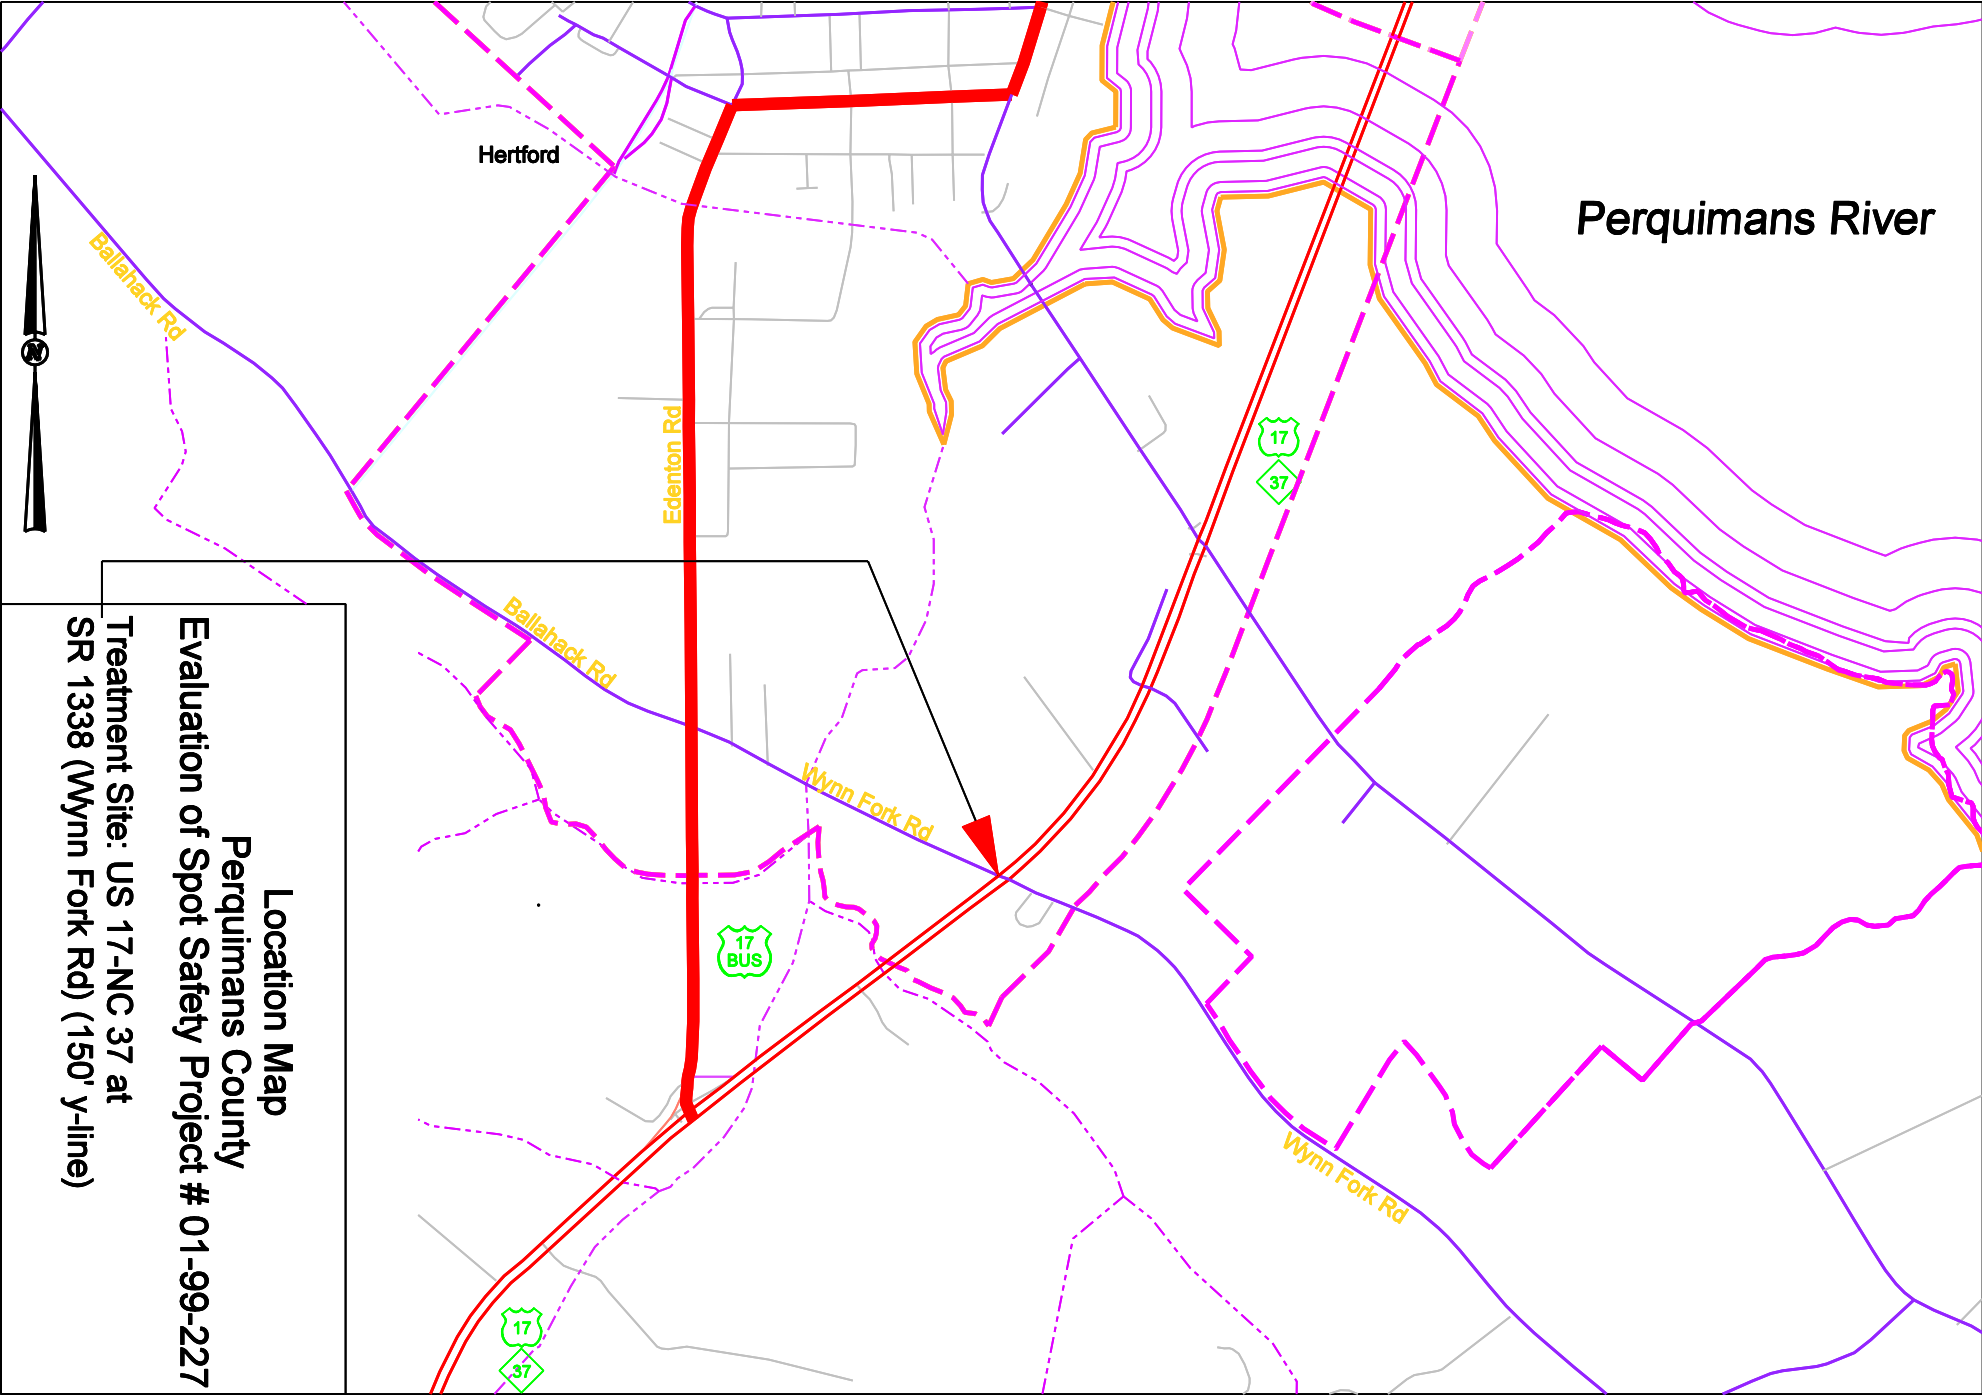 Hertford
Perquimans River
Ballahack Rd
N
17
37
Edenton Rd
Ballahack Rd
Wynn Fork Rd
17
BUS
Wynn Fork Rd
17
37
Location Map
Perquimans County
Evaluation of Spot Safety Project # 01-99-227
Treatment Site: US 17-NC 37 at
SR 1338 (Wynn Fork Rd) (150' y-line)